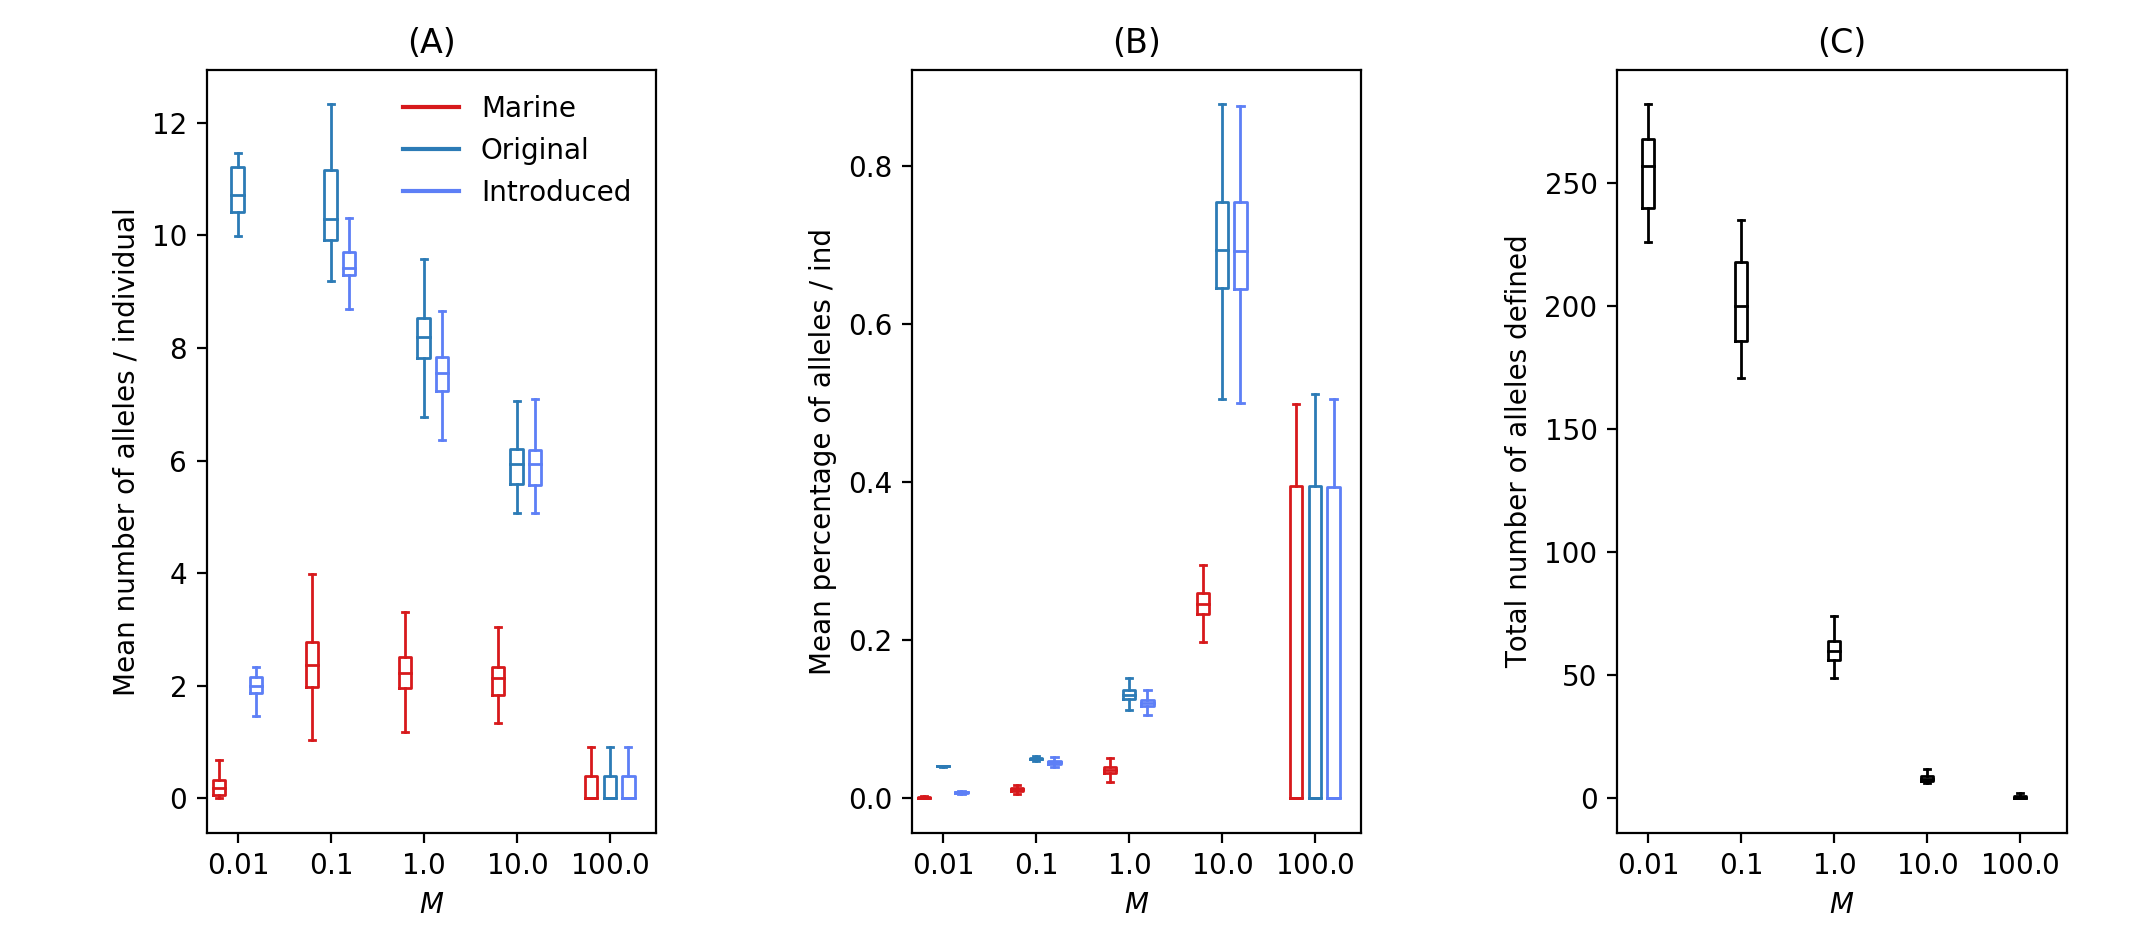 (A)
Mean number of alleles / individual
12
10
8
6
4
2
0
Marine
Original
Introduced
0.01 0.1 1.0 10.0 100.0
M
(B)
Mean percentage of alleles / ind
0.8
0.6
0.4
0.2
0.0
0.01 0.1 1.0 10.0 100.0
M
(C)
Total number of alleles defined
250
200
150
100
50
0
0.01 0.1 1.0 10.0 100.0
M